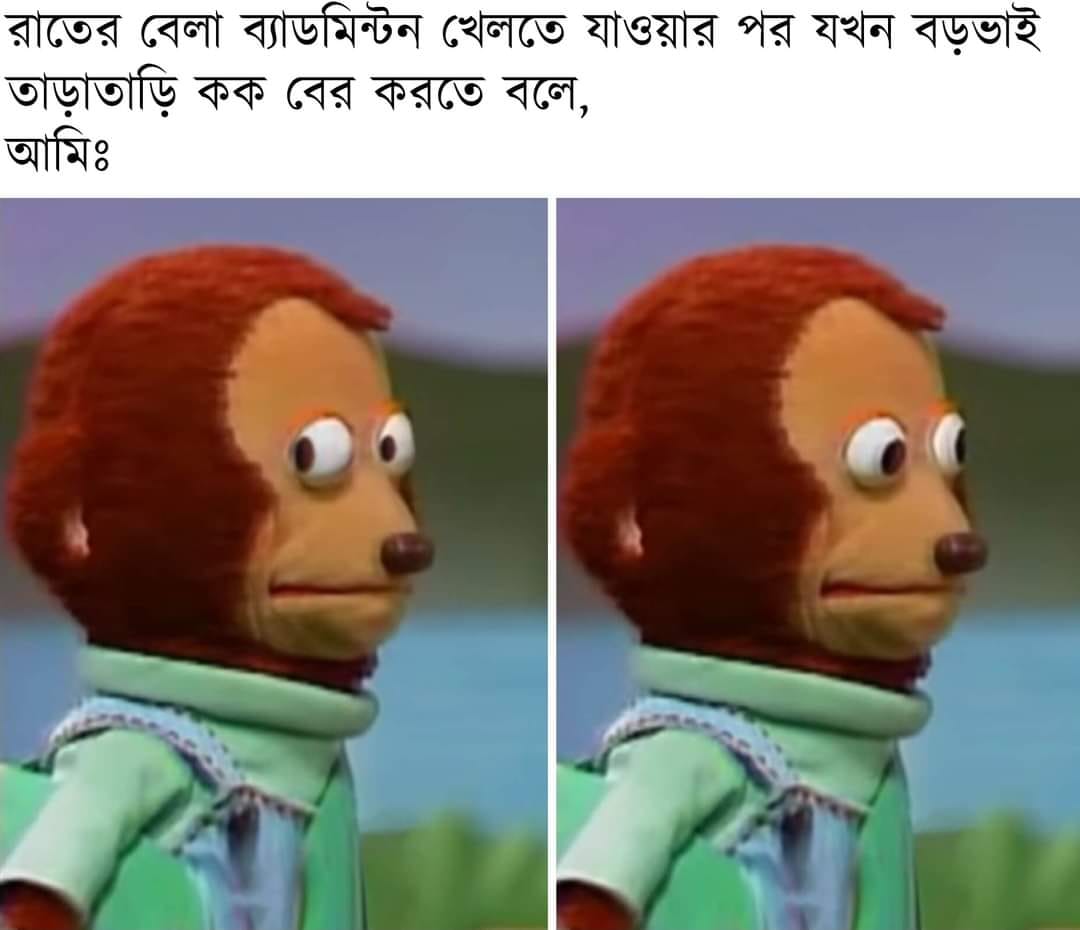 রাতের বেলা ব্যাডমিন্টন খেলতে যাওয়ার পর যখন বড়ভাই
তাড়াতাড়ি কক বের করতে বলে,
আমিঃ